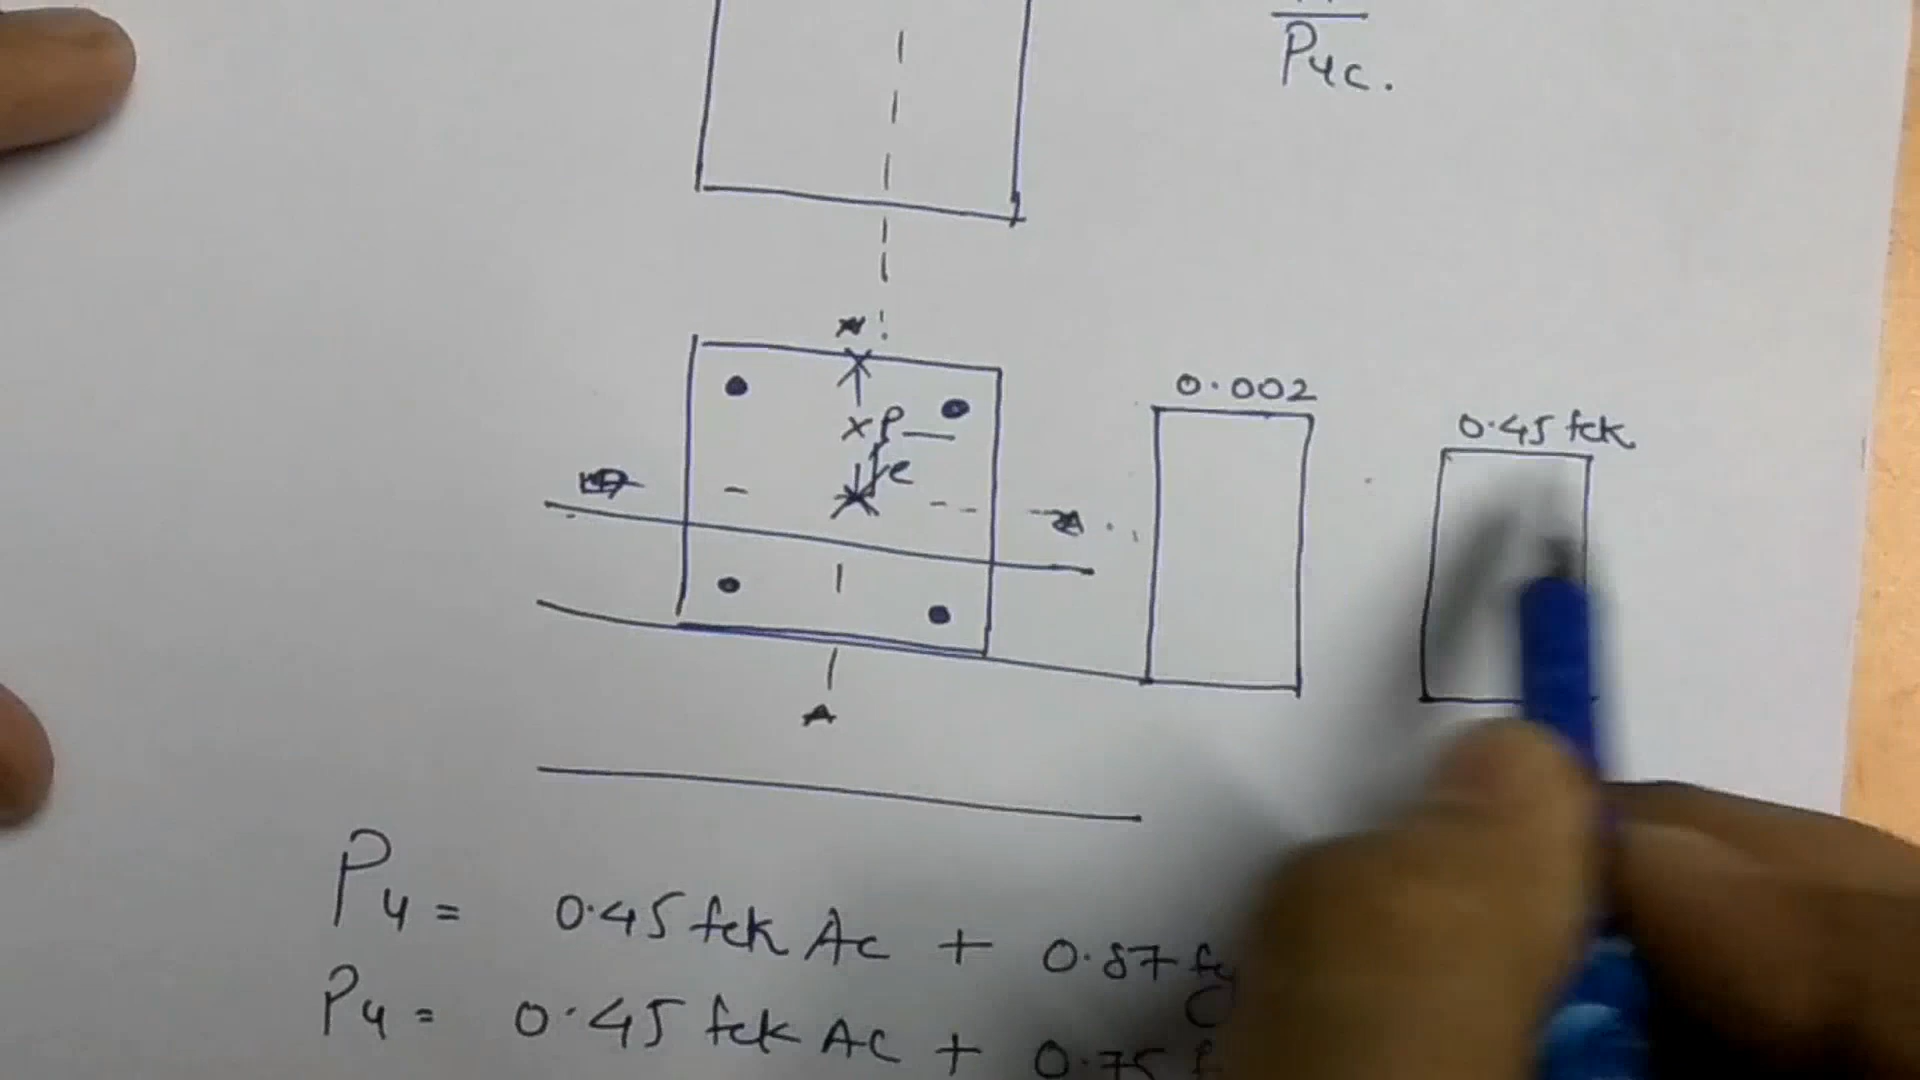 Puc.
0.002
0.45 fck
P
e
A
Pu = 0.45 fck Ac + 0.87
Pu = 0.45 fck Ac + 0.75